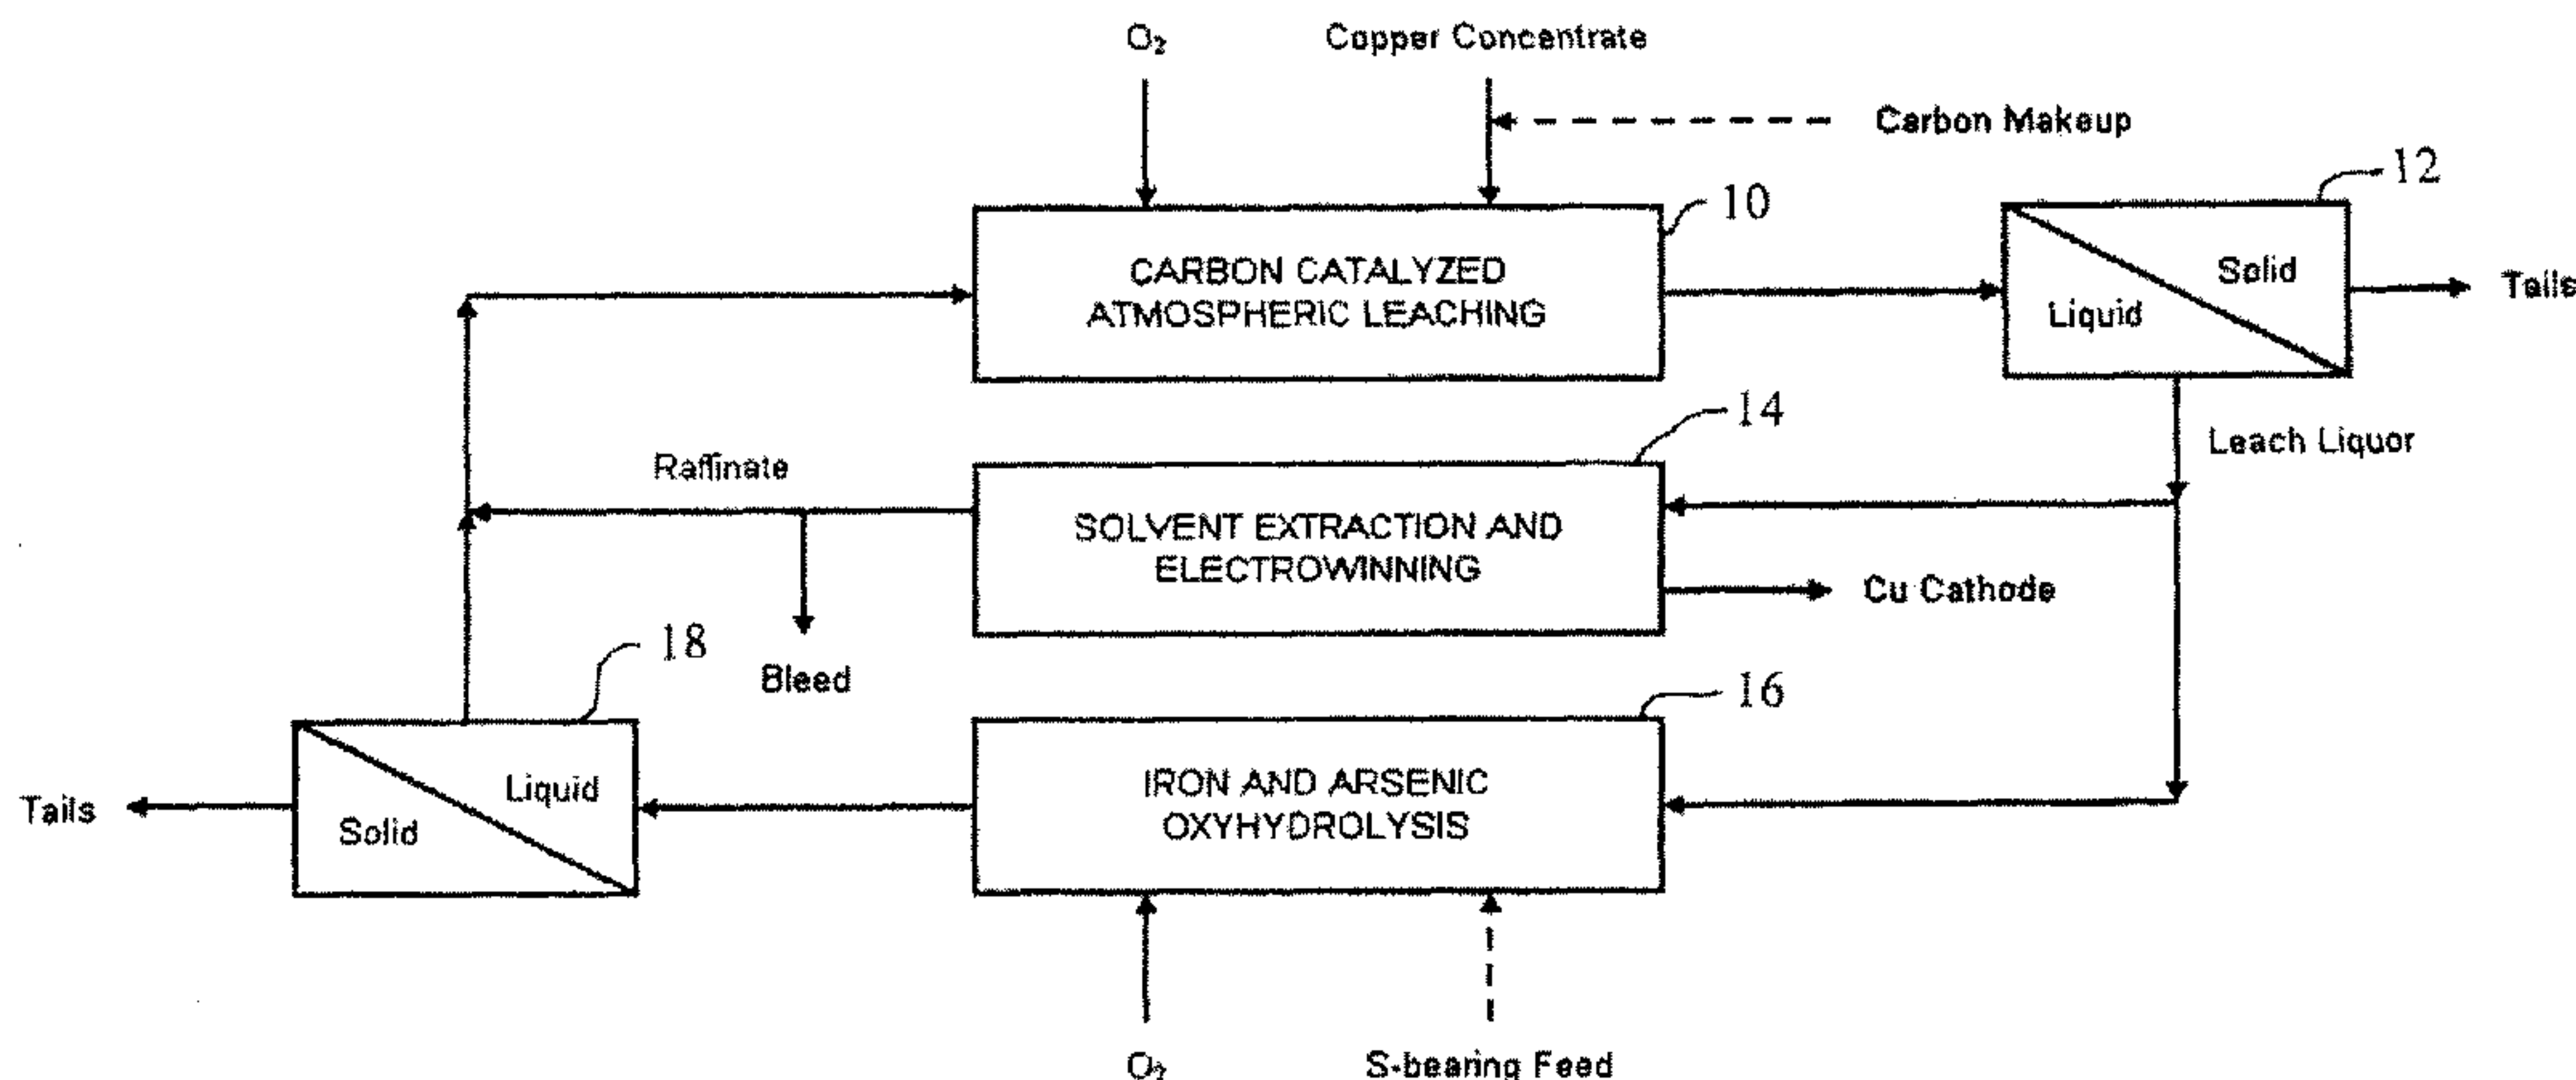 O₂
Copper Concentrate
Carbon Makeup
12
10
CARBON CATALYZED
ATMOSPHERIC LEACHING
Solid
Liquid
Tails
14
Leach Liquor
Raffinate
SOLVENT EXTRACTION AND
ELECTROWINNING
Cu Cathode
18
Bleed
16
IRON AND ARSENIC
OXYHYDROLYSIS
Liquid
Solid
Tails
O₂
S-bearing Feed